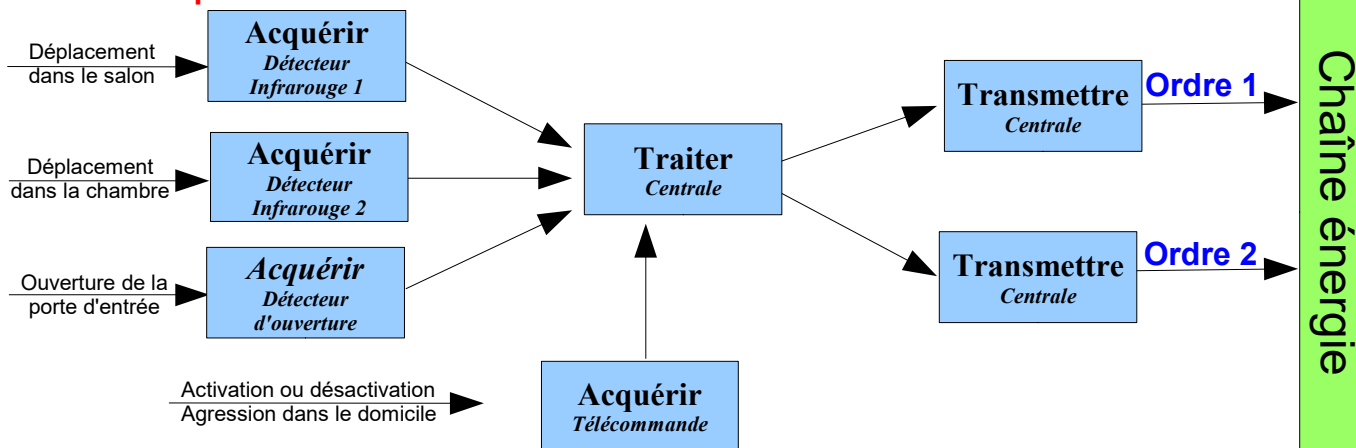 Déplacement
dans le salon
Acquérir
Détecteur
Infrarouge 1
Déplacement
dans la chambre
Acquérir
Détecteur
Infrarouge 2
Ouverture de la
porte d'entrée
Acquérir
Détecteur
d'ouverture
Activation ou désactivation
Agression dans le domicile
Acquérir
Télécommande
Traiter
Centrale
Transmettre
Centrale
Ordre 1
Transmettre
Centrale
Ordre 2
Chaîne énergie